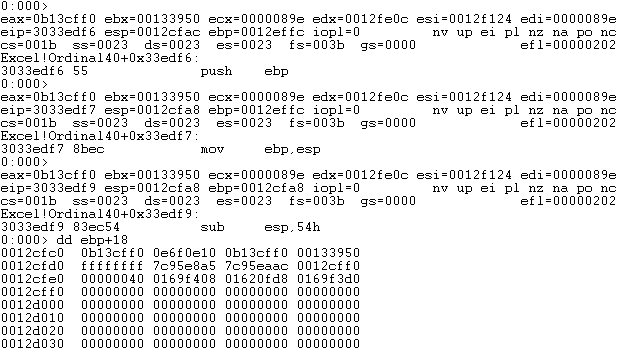 0:000>
eax=0b13cff0 ebx=00133950 ecx=0000089e edx=0012fe0c esi=0012f124 edi=0000089e
eip=3033edf6 esp=0012cfac ebp=0012effc iopl=0 nv up ei pl nz na po nc
cs=001b ss=0023 ds=0023 es=0023 fs=003b gs=0000 efl=00000202
Excel!Ordinal40+0x33edf6:
3033edf6 55 push ebp
0:000>
eax=0b13cff0 ebx=00133950 ecx=0000089e edx=0012fe0c esi=0012f124 edi=0000089e
eip=3033edf7 esp=0012cfa8 ebp=0012effc iopl=0 nv up ei pl nz na po nc
cs=001b ss=0023 ds=0023 es=0023 fs=003b gs=0000 efl=00000202
Excel!Ordinal40+0x33edf7:
3033edf7 8bec mov ebp,esp
0:000>
eax=0b13cff0 ebx=00133950 ecx=0000089e edx=0012fe0c esi=0012f124 edi=0000089e
eip=3033edf9 esp=0012cfa8 ebp=0012cfa8 iopl=0 nv up ei pl nz na po nc
cs=001b ss=0023 ds=0023 es=0023 fs=003b gs=0000 efl=00000202
Excel!Ordinal40+0x33edf9:
3033edf9 83ec54 sub esp,54h
0:000> dd ebp+18
0012cfc0 0b13cff0 0e6f0e10 0b13cff0 00133950
0012cfd0 ffffffff 7c95e8a5 7c95eaac 0012cff0
0012cfe0 00000040 0169f408 01620fd8 0169f3d0
0012cff0 00000000 00000000 00000000 00000000
0012d000 00000000 00000000 00000000 00000000
0012d010 00000000 00000000 00000000 00000000
0012d020 00000000 00000000 00000000 00000000
0012d030 00000000 00000000 00000000 00000000